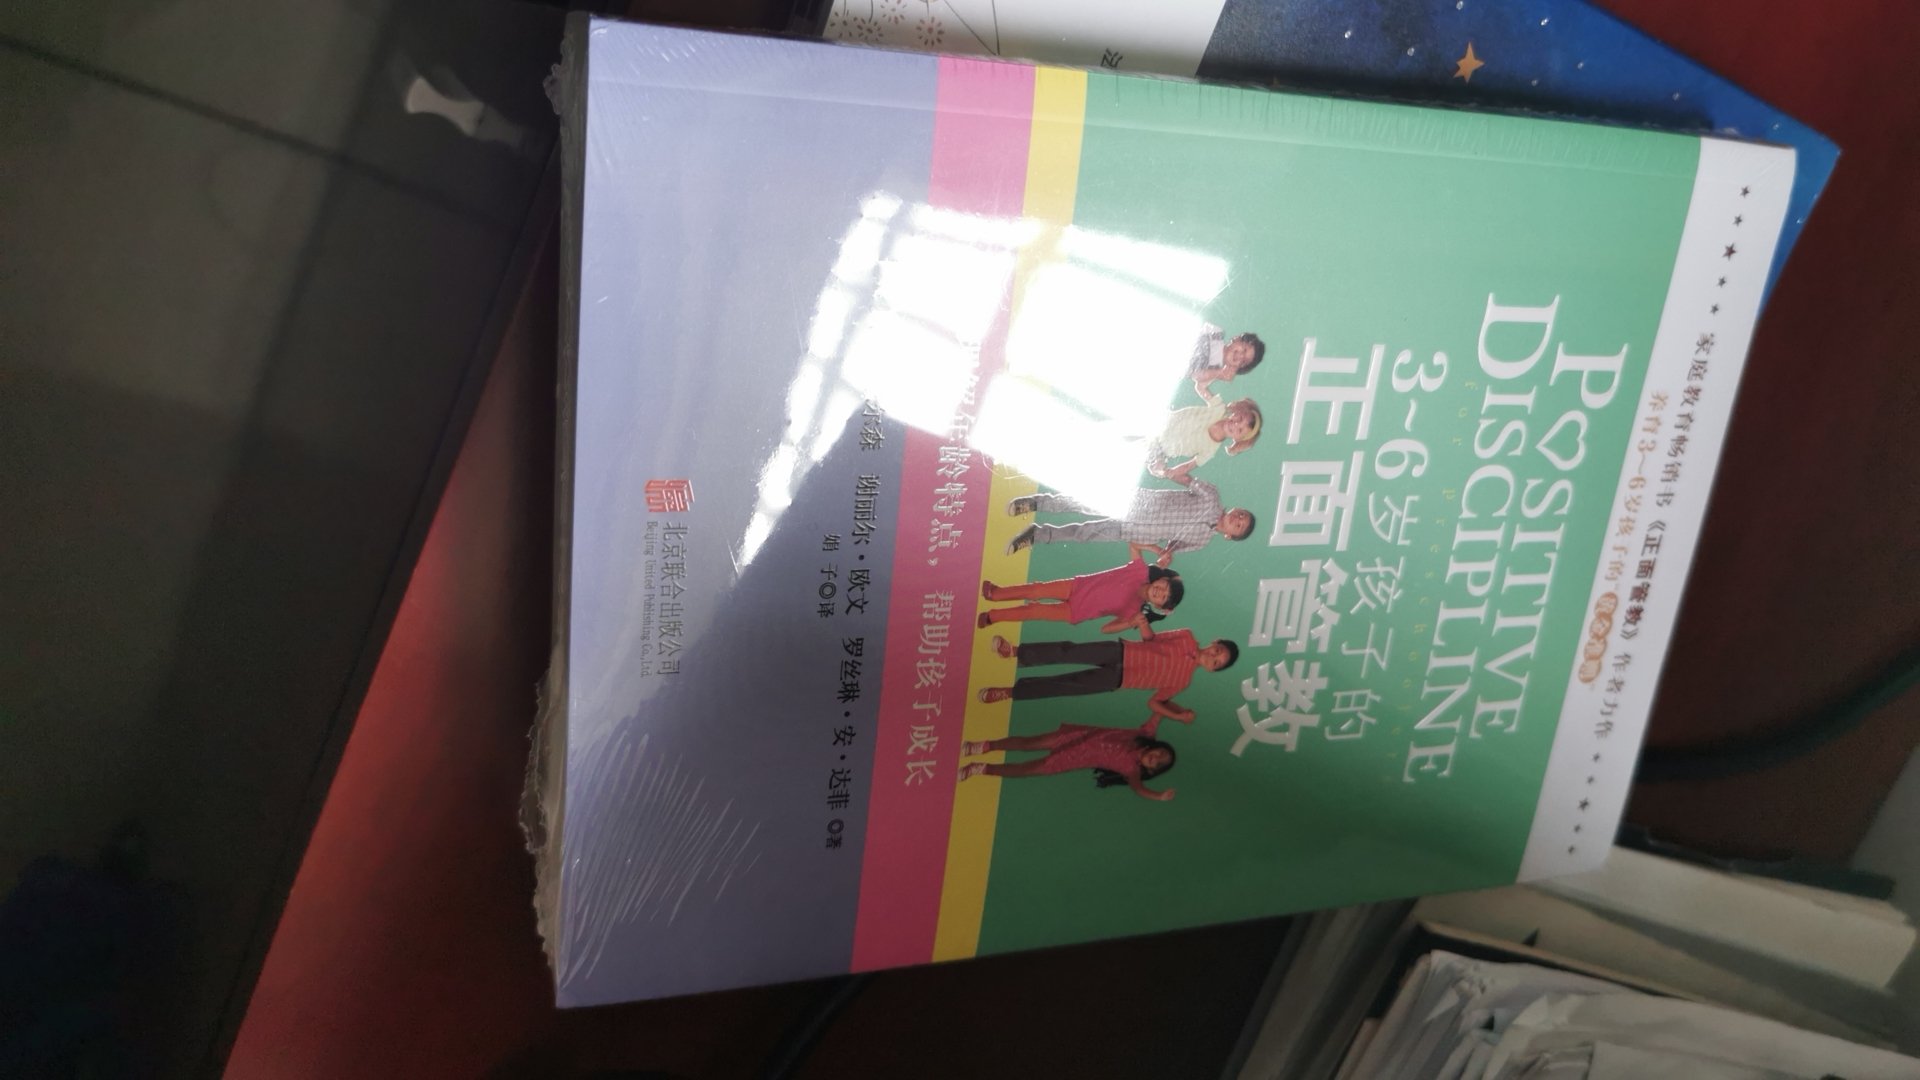 ★★★★★ 家庭教育畅销书《正面管教》作者力作 ★★★★★
养育3～6岁孩子的
POSITIVE
DISCIPLINE
for preschoolers
3~6岁孩子的
正面管教
年龄特点，帮助孩子成长
尔森 谢丽尔·欧文 罗丝琳·安·达菲 ◎著
娟子◎译
北京联合出版公司
Beijing United Publishing Co.,Ltd.